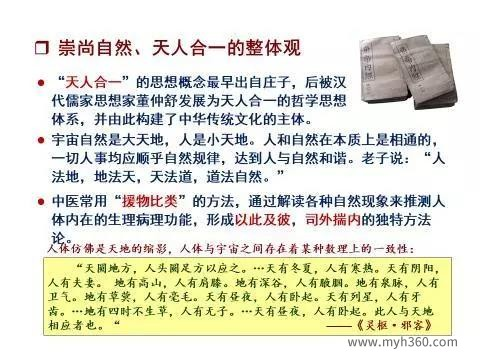 崇尚自然、天人合一的整体观
“天人合一”的思想概念最早出自庄子，后被汉
代儒家思想家董仲舒发展为天人合一的哲学思想
体系，并由此构建了中华传统文化的主体。
宇宙自然是大天地，人是小天地。人和自然在本质上是相通的，
一切人事均应顺乎自然规律，达到人与自然和谐。老子说：“人
法地，地法天，天法道，道法自然。”
中医常用“援物比类”的方法，通过解读各种自然现象来推测人
体内在的生理病理功能，形成以此及彼，司外揣内的独特方法
论。
人体仿佛是天地的缩影，人体与宇宙之间存在着某种数理上的一致性：
“天圆地方，人头圆足方以应之。…天有冬夏，人有寒热。天有阴阳，
人有夫妻。 地有高山，人有肩膝。地有深谷，人有腋腘。地有泉脉，人有
卫气。地有草蓂，人有毫毛。天有昼夜，人有卧起。天有列星，人有牙
齿。…地有四时不生草，人有无子。…天有昼夜，人有卧起。此人与天地
相应者也。“
——《灵枢·邪客》
www.myh360.com